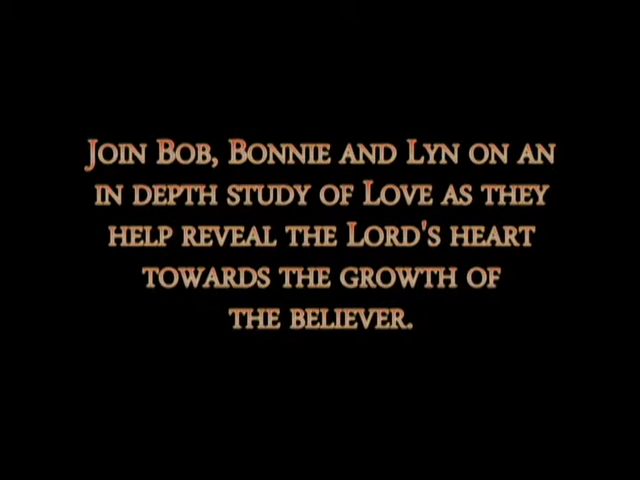 Join Bob, Bonnie and Lyn on an
in depth study of Love as they
help reveal the Lord's heart
towards the growth of
the believer.